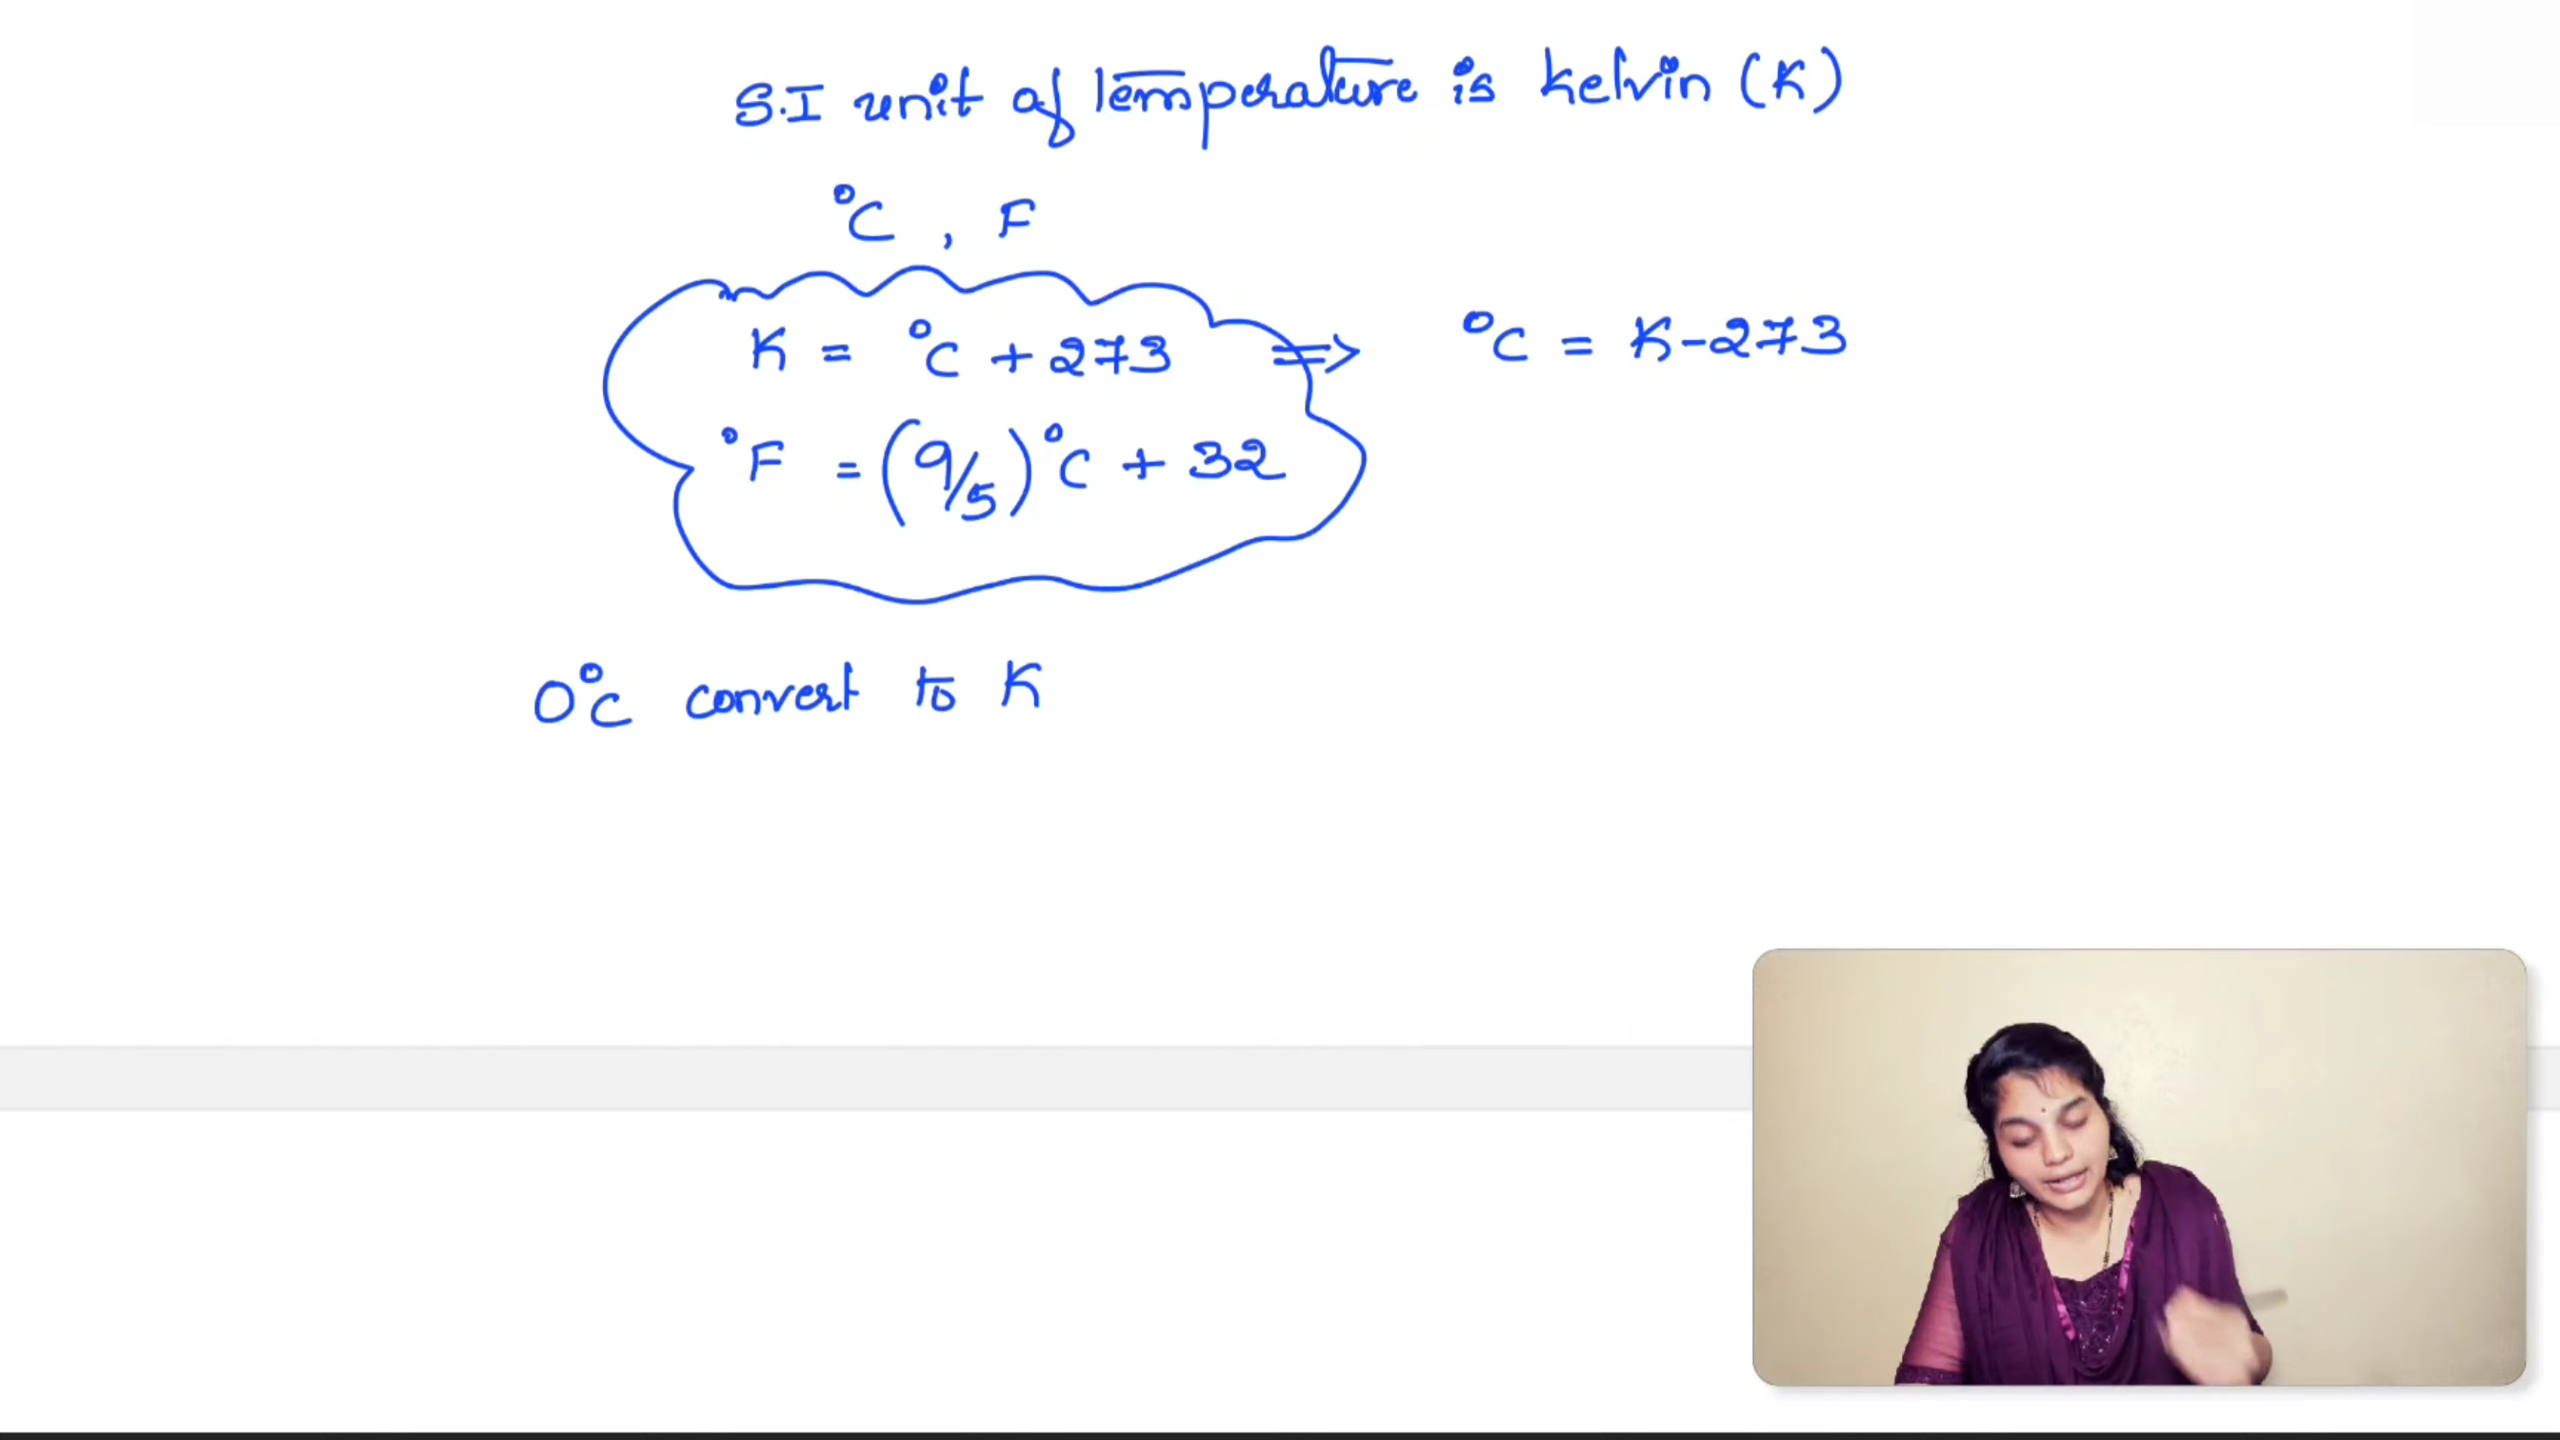 S.I unit of Temperature is kelvin (K)
°C , F
K = °C + 273 ⇒ °C = K-273
°F = (9/5)°C + 32
0°C convert to K